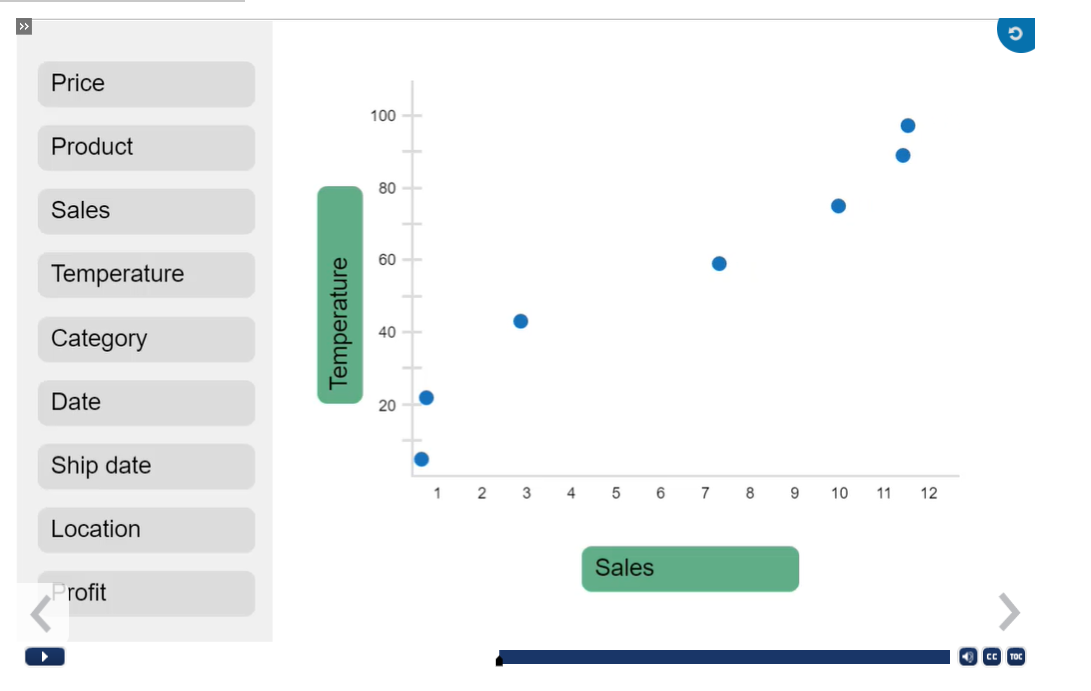 Price
Product
Sales
Temperature
Category
Date
Ship date
Location
Profit
Temperature
100
80
60
40
20
1 2 3 4 5 6 7 8 9 10 11 12
Sales
CC TOC